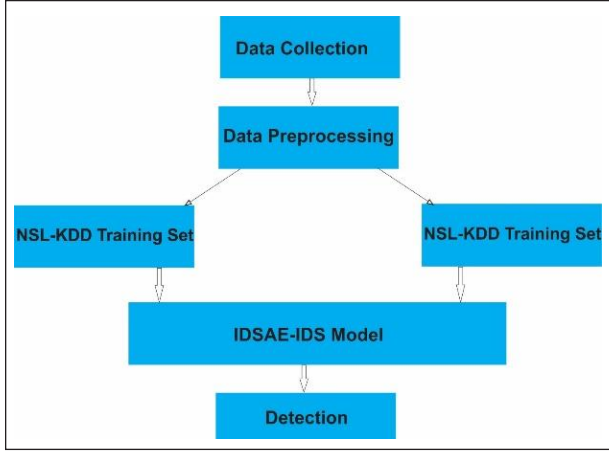 Data Collection
Data Preprocessing
NSL-KDD Training Set
NSL-KDD Training Set
IDSAE-IDS Model
Detection